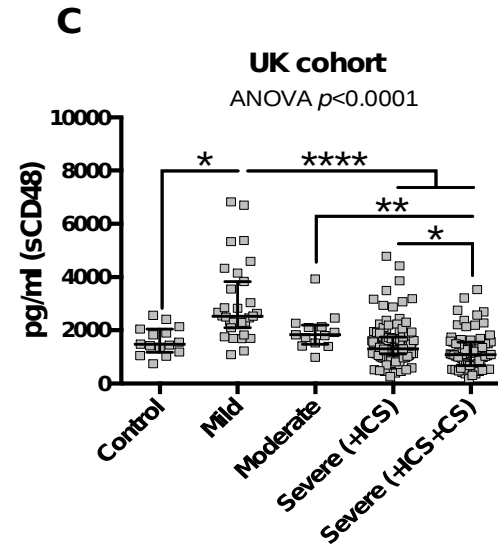 C
UK cohort
ANOVA p<0.0001
pg/ml (sCD48)
10000
8000
6000
4000
2000
0
*
****
**
*
Control
Mild
Moderate
Severe (+ICS)
Severe (+ICS+CS)